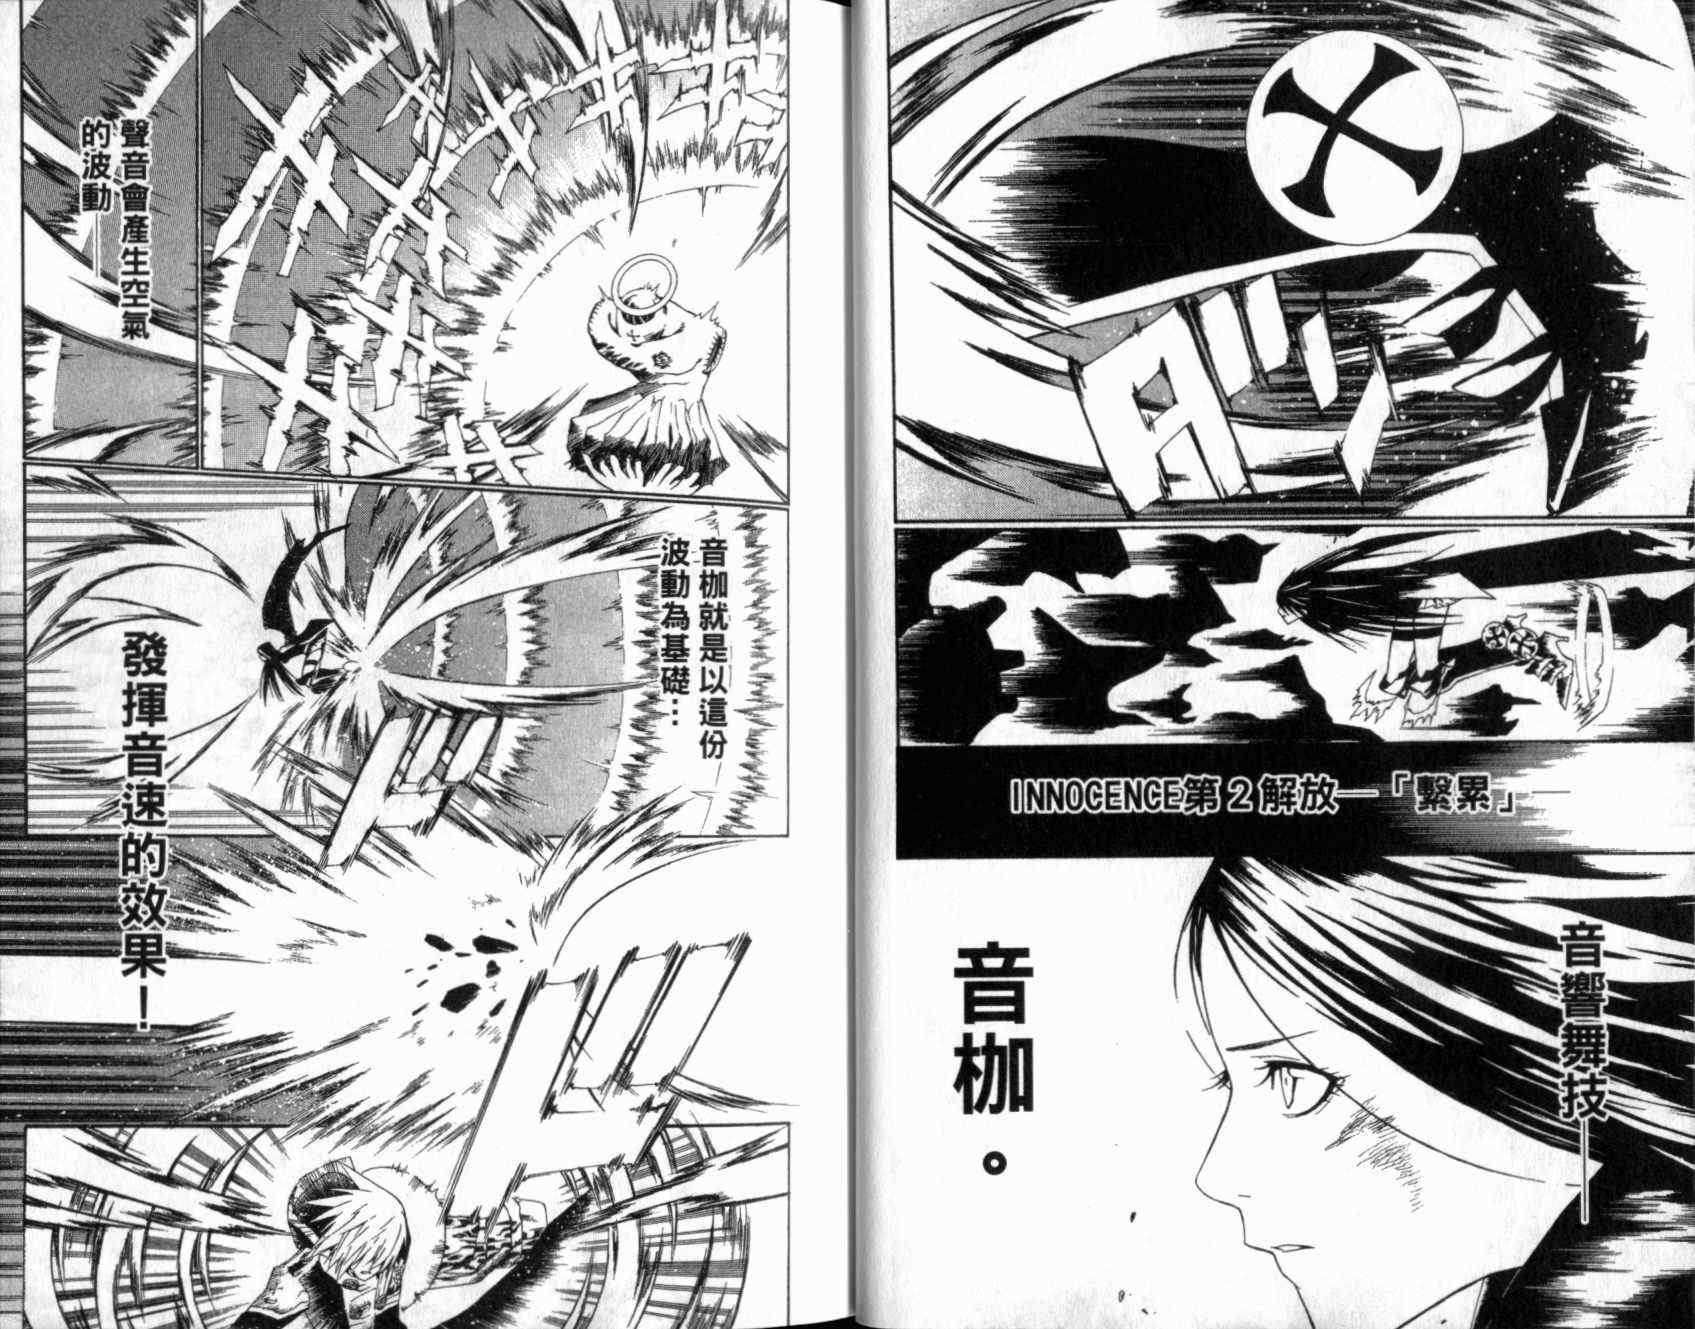 ダッ
INNOCENCE第2解放─「繫累」─
音響舞技──
音枷。
聲音會產生空氣
的波動──
音枷就是以這份
波動為基礎…
發揮音速的效果！